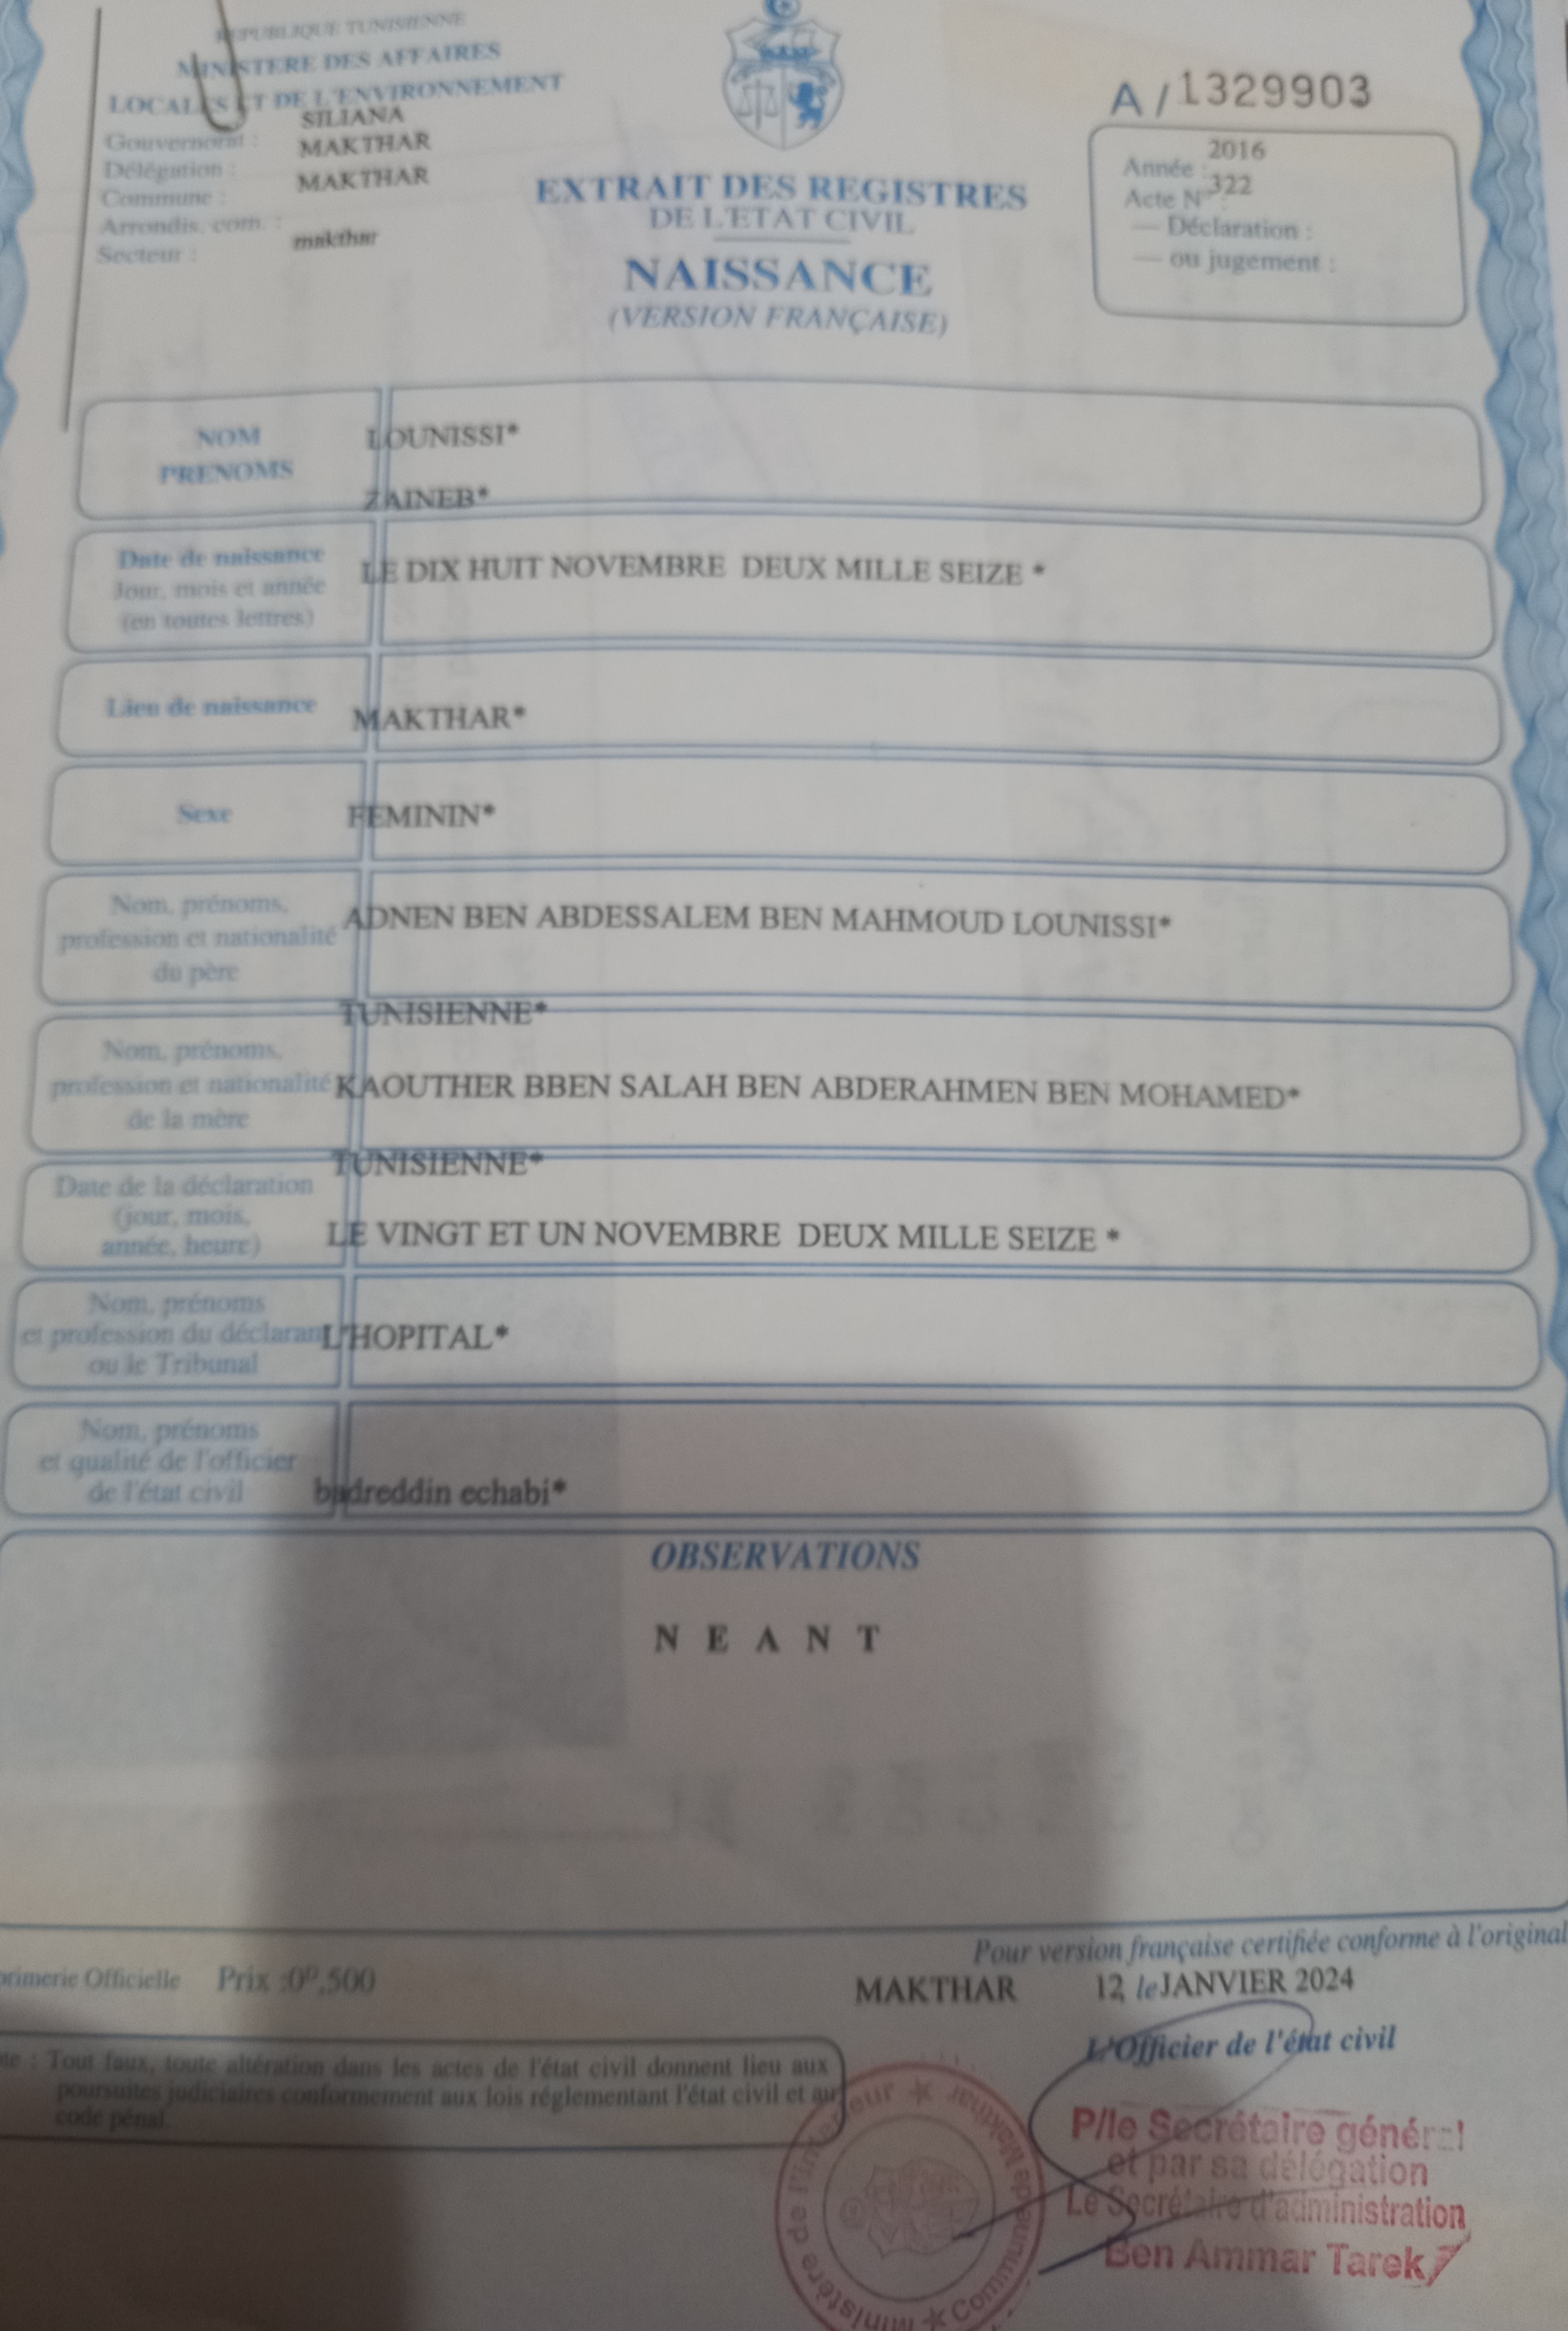 REPUBLIQUE TUNISIENNE
MINISTERE DES AFFAIRES
LOCALES ET DE L'ENVIRONNEMENT
Gouvernorat : SILIANA
Délégation : MAKTHAR
Commune : MAKTHAR
Arrondis. com. :
Secteur : makthar
EXTRAIT DES REGISTRES
DE L'ETAT CIVIL
NAISSANCE
(VERSION FRANÇAISE)
A / 1329903
Année : 2016
Acte N° : 322
— Déclaration :
— ou jugement :
NOM LOUNISSI*
PRENOMS ZAINEB*
Date de naissance
Jour, mois et année
(en toutes lettres)
LE DIX HUIT NOVEMBRE DEUX MILLE SEIZE *
Lieu de naissance MAKTHAR*
Sexe FEMININ*
Nom, prénoms,
profession et nationalité
du père
ADNEN BEN ABDESSALEM BEN MAHMOUD LOUNISSI*
TUNISIENNE*
Nom, prénoms,
profession et nationalité
de la mère
KAOUTHER BBEN SALAH BEN ABDERAHMEN BEN MOHAMED*
TUNISIENNE*
Date de la déclaration
(jour, mois,
année, heure)
LE VINGT ET UN NOVEMBRE DEUX MILLE SEIZE *
Nom, prénoms
et profession du déclarant
ou le Tribunal
L'HOPITAL*
Nom, prénoms
et qualité de l'officier
de l'état civil
badreddin echabi*
OBSERVATIONS
N E A N T
Pour version française certifiée conforme à l'original
primerie Officielle Prix :0ᴰ,500
MAKTHAR 12, le JANVIER 2024
L'Officier de l'état civil
te : Tout faux, toute altération dans les actes de l'état civil donnent lieu aux
poursuites judiciaires conformement aux lois réglementant l'état civil et au
code pénal.
P/le Secrétaire général
et par sa délégation
Le Secrétaire d'administration
Ben Ammar Tarek
Ministère de l'Intérieur ★ Commune de Makthar ★